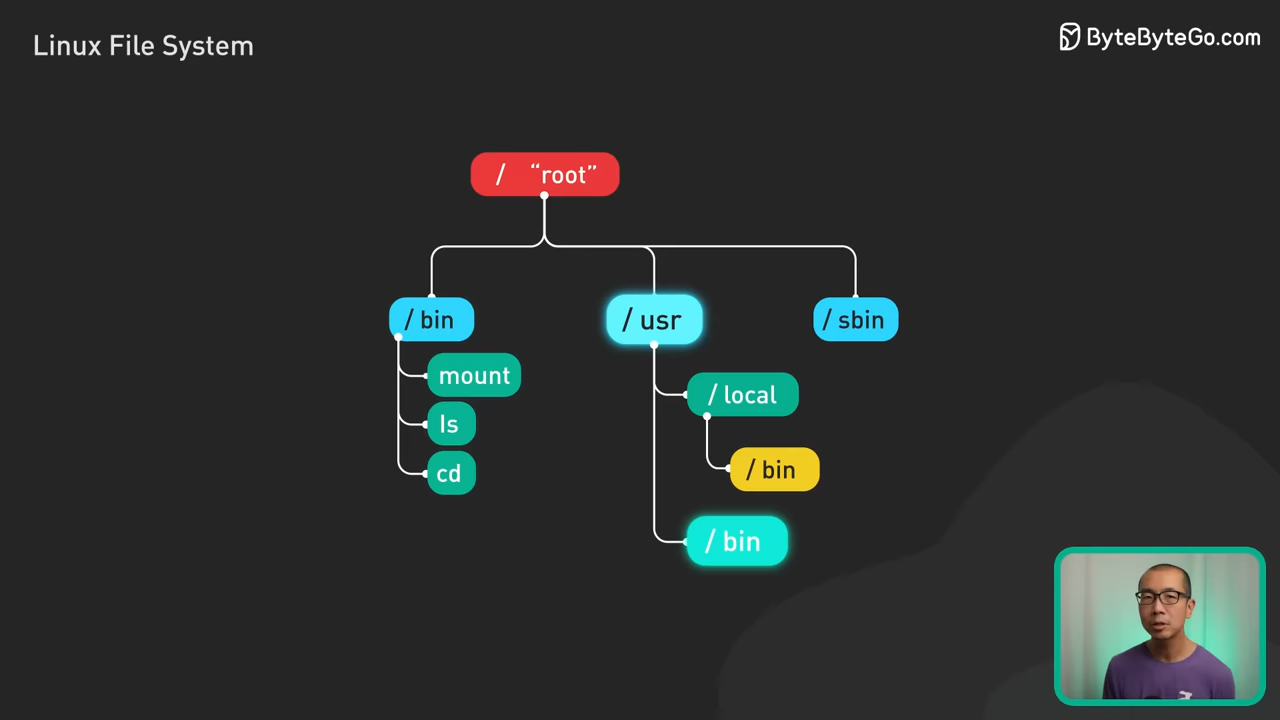 Linux File System
ByteByteGo.com
/ “root”
/ bin
/ usr
/ sbin
mount
ls
cd
/ local
/ bin
/ bin